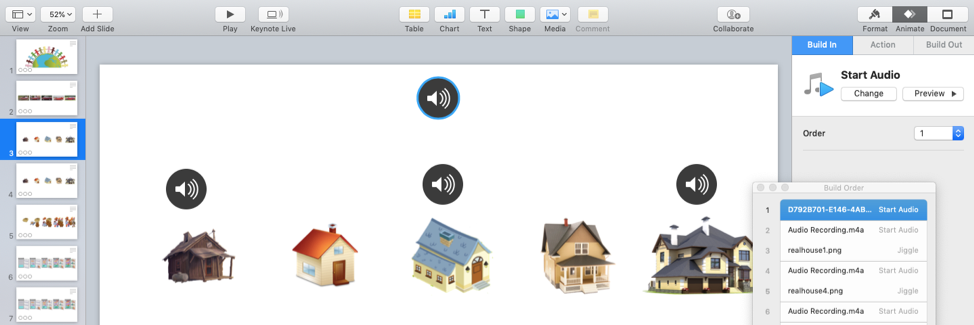 52%
View Zoom Add Slide Play Keynote Live Table Chart Text Shape Media Comment Collaborate Format Animate Document
Build In Action Build Out
Start Audio
Change Preview
Order 1
1
2
3
4
5
6
7
Build Order
1 D792B701-E146-4AB... Start Audio
2 Audio Recording.m4a Start Audio
3 realhouse1.png Jiggle
4 Audio Recording.m4a Start Audio
5 realhouse4.png Jiggle
6 Audio Recording.m4a Start Audio